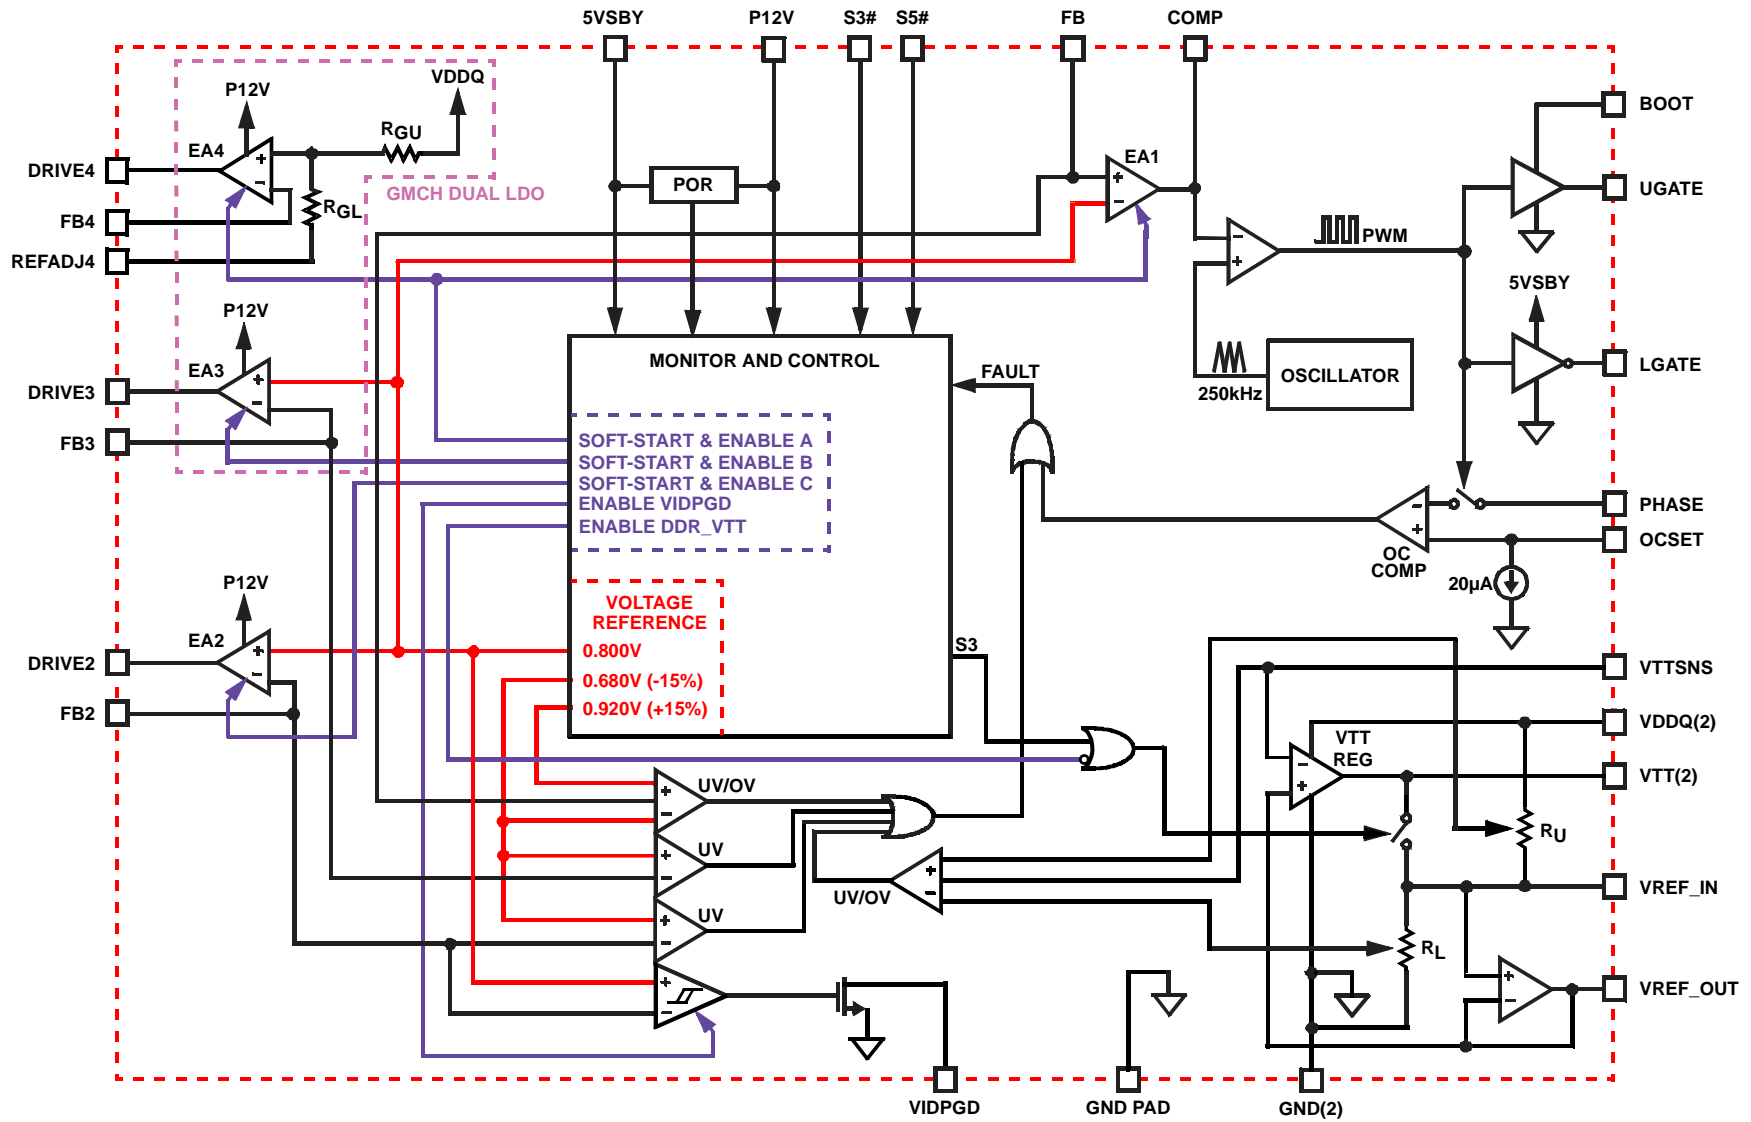 5VSBY P12V S3# S5# FB COMP
VDDQ
P12V
BOOT
RGU
EA4
EA1
+
DRIVE4
-
+
POR
GMCH DUAL LDO
UGATE
RGL
-
FB4
PWM
-
REFADJ4
+
5VSBY
P12V
MONITOR AND CONTROL
EA3
FAULT
OSCILLATOR
LGATE
+
DRIVE3
250kHz
-
FB3
SOFT-START & ENABLE A
SOFT-START & ENABLE B
SOFT-START & ENABLE C
ENABLE VIDPGD
PHASE
-
ENABLE DDR_VTT
+
OCSET
OC
COMP
P12V
20µA
VOLTAGE
REFERENCE
EA2
S3
+
0.800V
DRIVE2
VTTSNS
-
0.680V (-15%)
FB2
0.920V (+15%)
VDDQ(2)
VTT
REG
-
VTT(2)
+
UV/OV
+
-
RU
UV
+
+
-
-
VREF_IN
UV/OV
UV
+
-
RL
+
+
VREF_OUT
-
-
VIDPGD
GND PAD
GND(2)